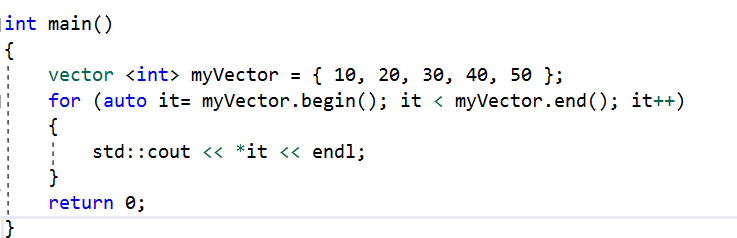 int main()
{
vector <int> myVector = { 10, 20, 30, 40, 50 };
for (auto it= myVector.begin(); it < myVector.end(); it++)
{
std::cout << *it << endl;
}
return 0;
}